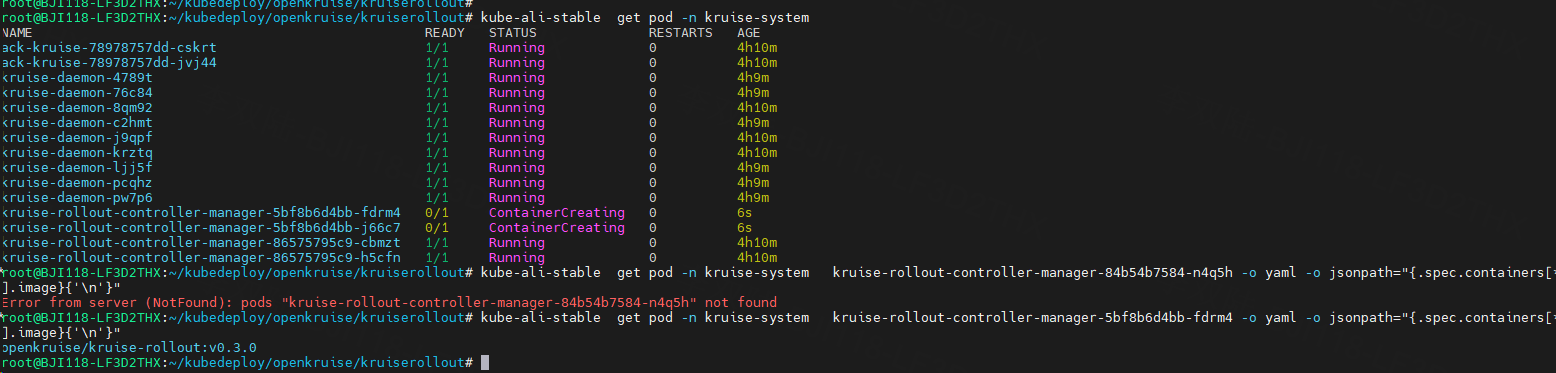 root@BJI118-LF3D2THX:~/kubedeploy/openkruise/kruiserollout#
root@BJI118-LF3D2THX:~/kubedeploy/openkruise/kruiserollout# kube-ali-stable  get pod -n kruise-system
NAME READY STATUS RESTARTS AGE
ack-kruise-78978757dd-cskrt 1/1 Running 0 4h10m
ack-kruise-78978757dd-jvj44 1/1 Running 0 4h10m
kruise-daemon-4789t 1/1 Running 0 4h9m
kruise-daemon-76c84 1/1 Running 0 4h9m
kruise-daemon-8qm92 1/1 Running 0 4h10m
kruise-daemon-c2hmt 1/1 Running 0 4h9m
kruise-daemon-j9qpf 1/1 Running 0 4h10m
kruise-daemon-krztq 1/1 Running 0 4h10m
kruise-daemon-ljj5f 1/1 Running 0 4h9m
kruise-daemon-pcqhz 1/1 Running 0 4h9m
kruise-daemon-pw7p6 1/1 Running 0 4h9m
kruise-rollout-controller-manager-5bf8b6d4bb-fdrm4 0/1 ContainerCreating 0 6s
kruise-rollout-controller-manager-5bf8b6d4bb-j66c7 0/1 ContainerCreating 0 6s
kruise-rollout-controller-manager-86575795c9-cbmzt 1/1 Running 0 4h10m
kruise-rollout-controller-manager-86575795c9-h5cfn 1/1 Running 0 4h10m
root@BJI118-LF3D2THX:~/kubedeploy/openkruise/kruiserollout# kube-ali-stable  get pod -n kruise-system   kruise-rollout-controller-manager-84b54b7584-n4q5h -o yaml -o jsonpath="{.spec.containers[*
].image}{'\n'}"
Error from server (NotFound): pods "kruise-rollout-controller-manager-84b54b7584-n4q5h" not found
root@BJI118-LF3D2THX:~/kubedeploy/openkruise/kruiserollout# kube-ali-stable  get pod -n kruise-system   kruise-rollout-controller-manager-5bf8b6d4bb-fdrm4 -o yaml -o jsonpath="{.spec.containers[*
].image}{'\n'}"
openkruise/kruise-rollout:v0.3.0
root@BJI118-LF3D2THX:~/kubedeploy/openkruise/kruiserollout#